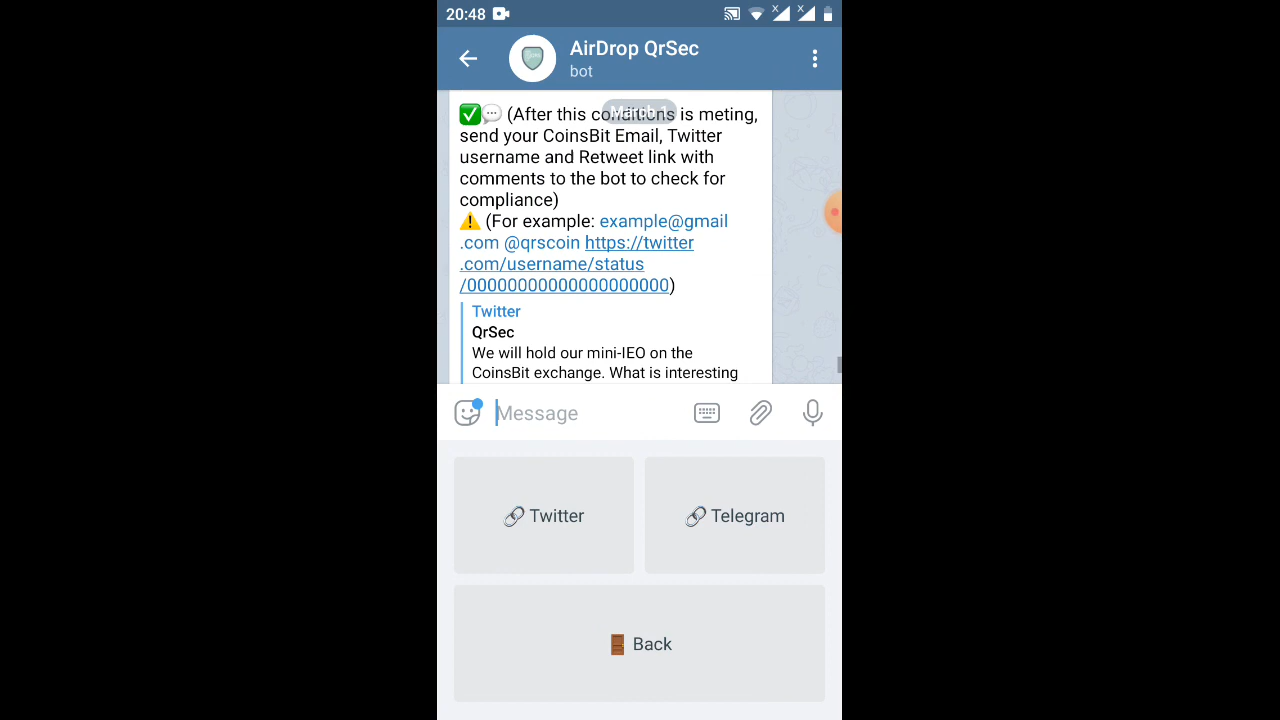 20:48
AirDrop QrSec
bot
March 1
✅💬 (After this conditions is meting,
send your CoinsBit Email, Twitter
username and Retweet link with
comments to the bot to check for
compliance)
⚠️ (For example: example@gmail
.com @qrscoin https://twitter
.com/username/status
/00000000000000000000)
Twitter
QrSec
We will hold our mini-IEO on the
CoinsBit exchange. What is interesting
Message
🔗 Twitter
🔗 Telegram
🚪 Back